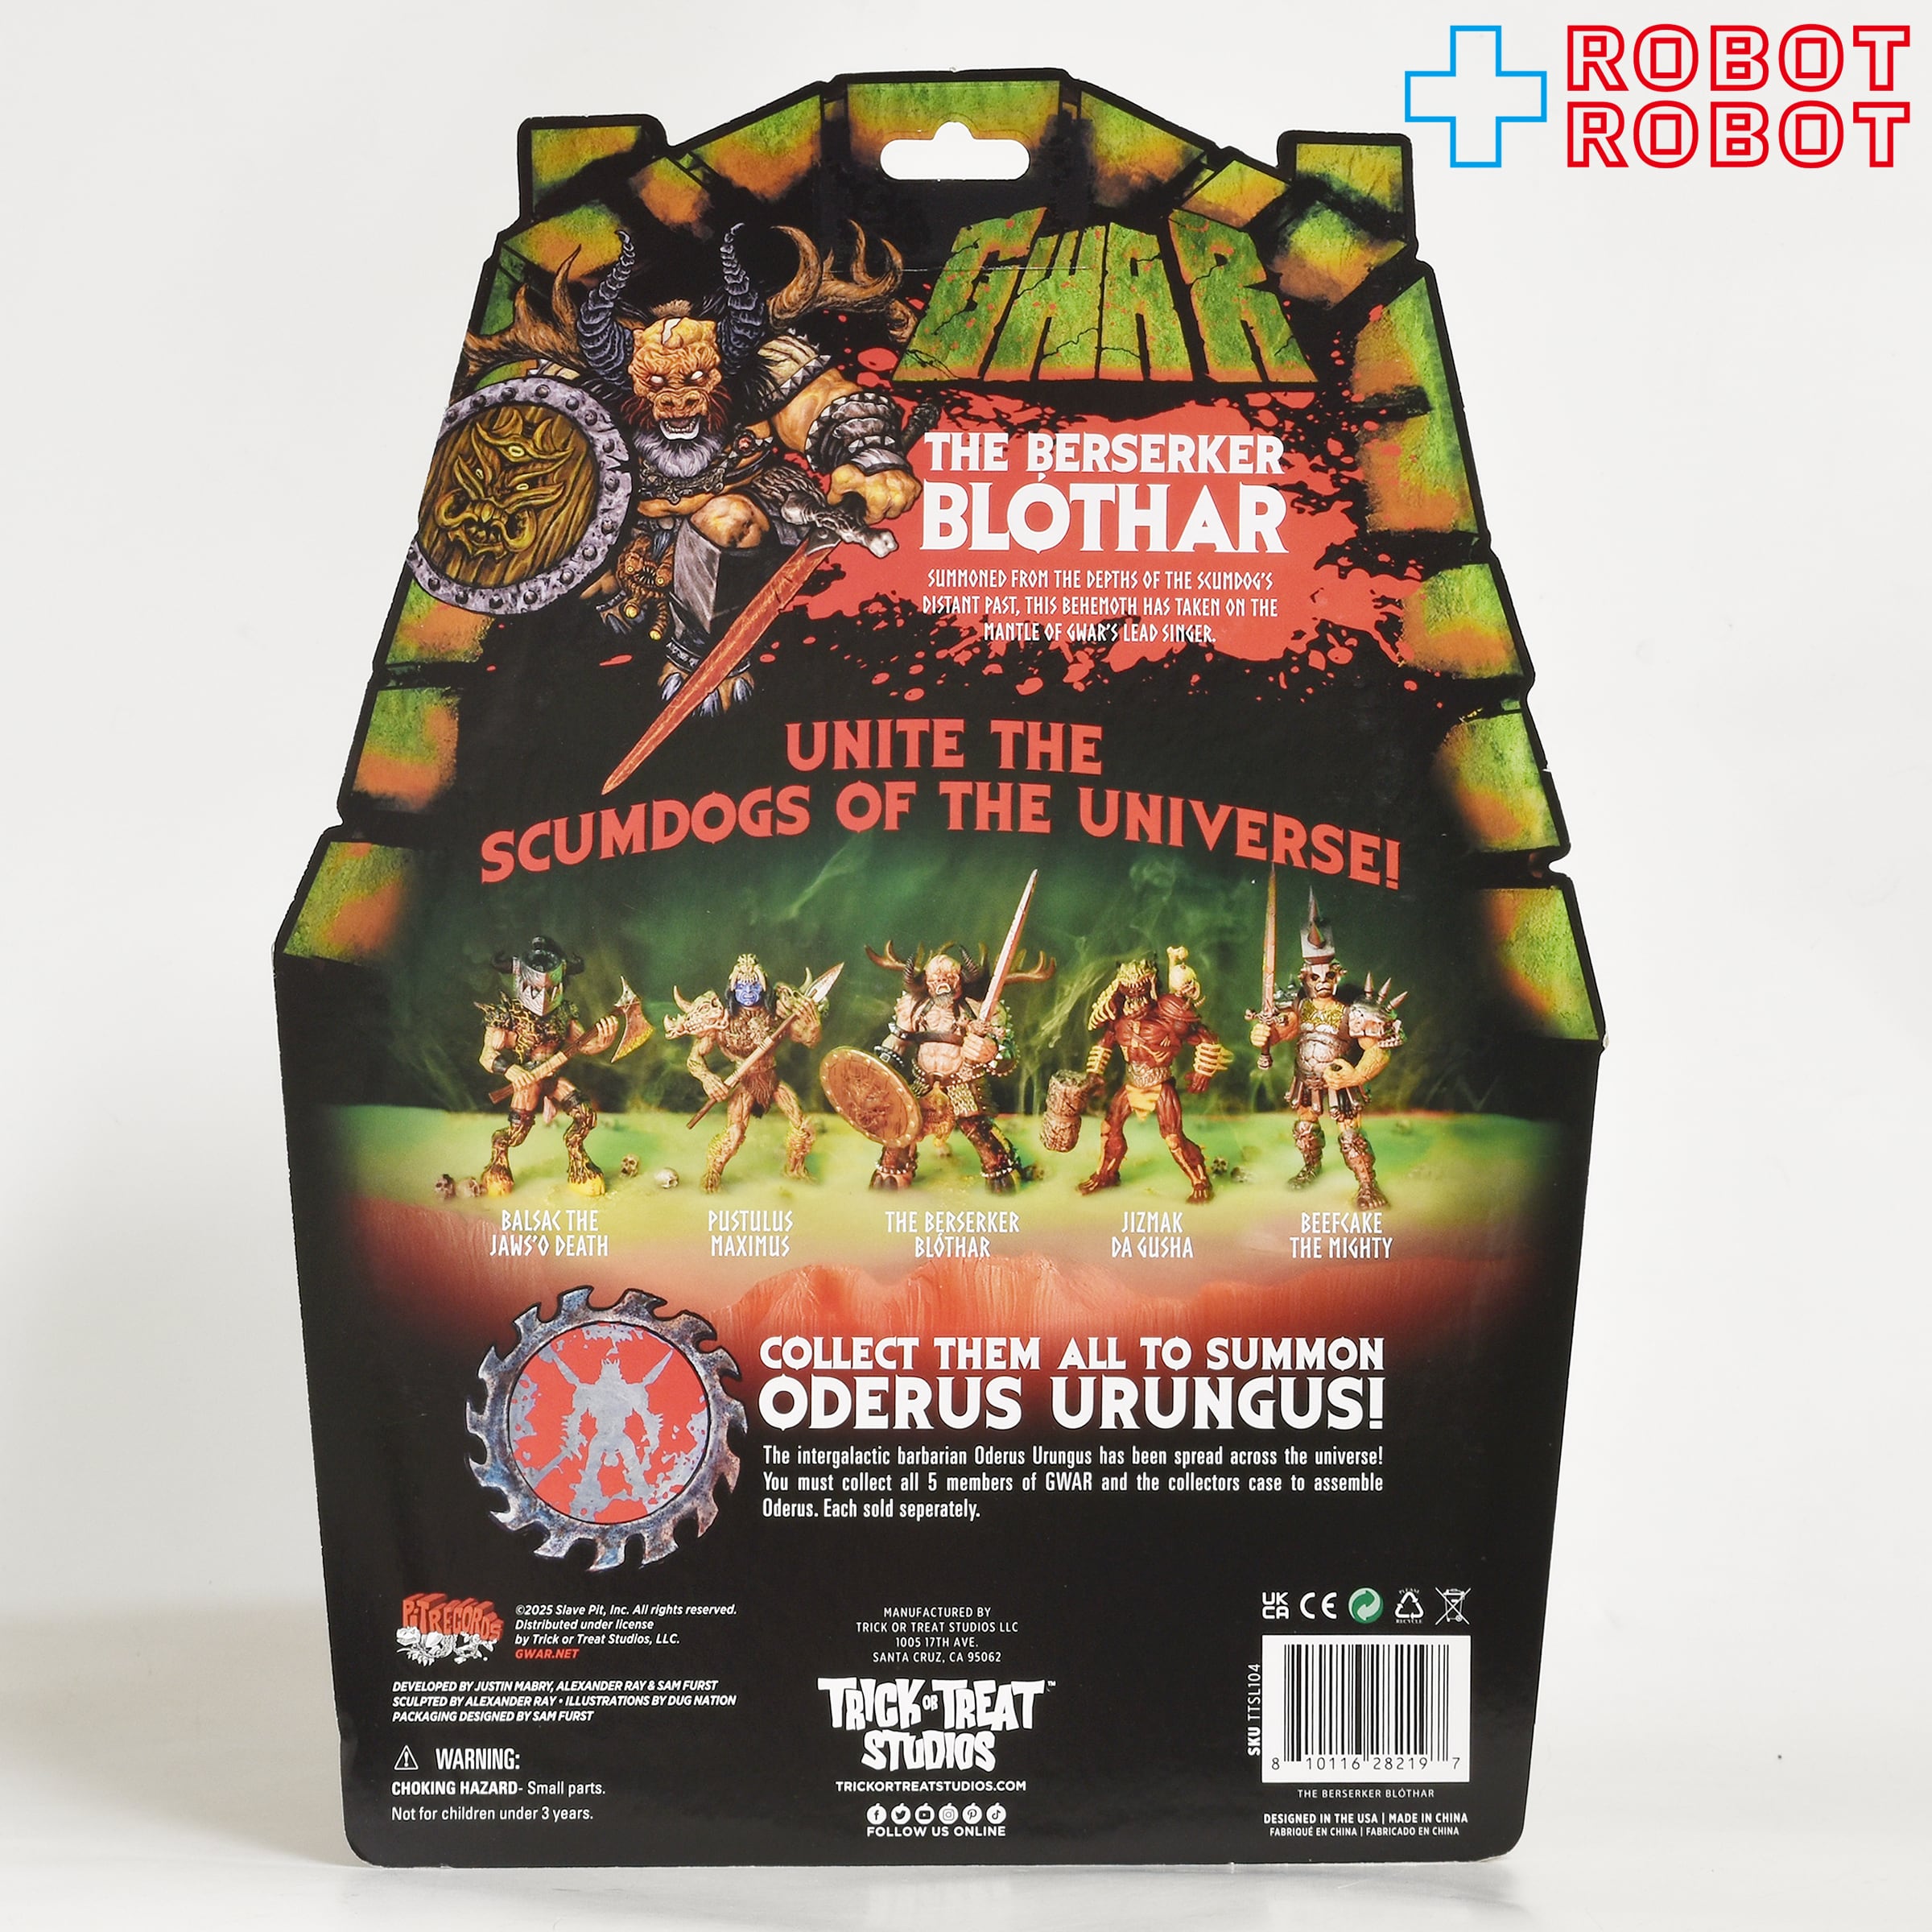 ROBOT
ROBOT
GWAR
THE BERSERKER
BLÓTHAR
SUMMONED FROM THE DEPTHS OF THE SCUMDOG'S
DISTANT PAST, THIS BEHEMOTH HAS TAKEN ON THE
MANTLE OF GWAR'S LEAD SINGER.
UNITE THE
SCUMDOGS OF THE UNIVERSE!
BALSAC THE
JAWS'O DEATH
PUSTULUS
MAXIMUS
THE BERSERKER
BLÓTHAR
JIZMAK
DA GUSHA
BEEFCAKE
THE MIGHTY
COLLECT THEM ALL TO SUMMON
ODERUS URUNGUS!
The intergalactic barbarian Oderus Urungus has been spread across the universe!
You must collect all 5 members of GWAR and the collectors case to assemble
Oderus. Each sold seperately.
PIT RECORDS
©2025 Slave Pit, Inc. All rights reserved.
Distributed under license
by Trick or Treat Studios, LLC.
GWAR.NET
DEVELOPED BY JUSTIN MABRY, ALEXANDER RAY & SAM FURST
SCULPTED BY ALEXANDER RAY • ILLUSTRATIONS BY DUG NATION
PACKAGING DESIGNED BY SAM FURST
WARNING:
CHOKING HAZARD- Small parts.
Not for children under 3 years.
MANUFACTURED BY
TRICK OR TREAT STUDIOS LLC
1005 17TH AVE.
SANTA CRUZ, CA 95062
TRICK OR TREAT™
STUDIOS
TRICKORTREATSTUDIOS.COM
FOLLOW US ONLINE
UK
CA
CE
PLEASE
RECYCLE
SKU TTSL104
8 10116 28219 7
THE BERSERKER BLÓTHAR
DESIGNED IN THE USA | MADE IN CHINA
FABRIQUÉ EN CHINA | FABRICADO EN CHINA